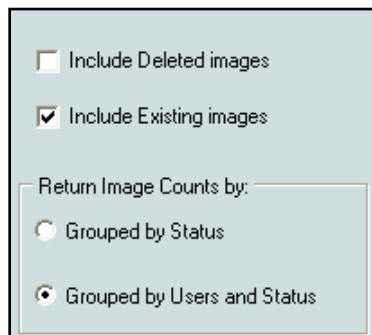 Include Deleted images
Include Existing images
Return Image Counts by:
Grouped by Status
Grouped by Users and Status